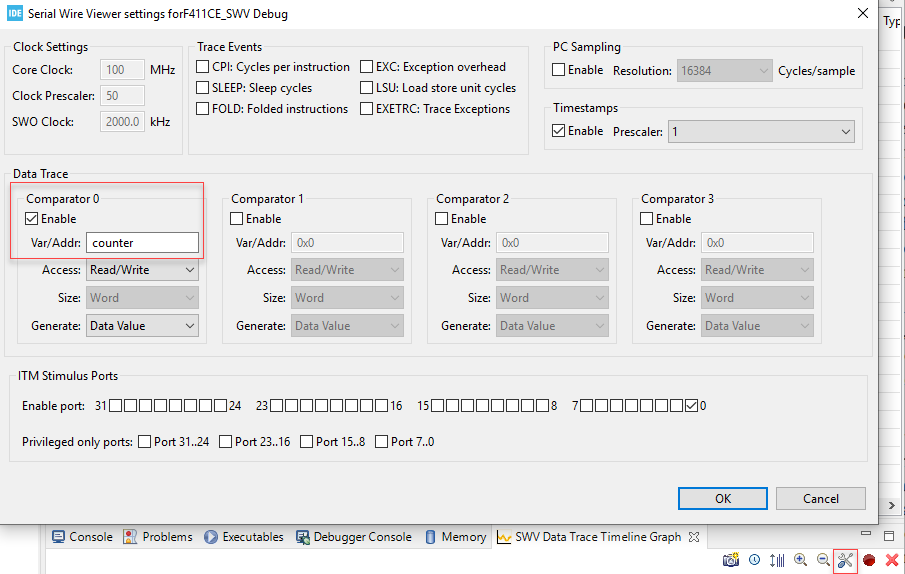 IDE Serial Wire Viewer settings forF411CE_SWV Debug
Clock Settings
Core Clock: 100 MHz
Clock Prescaler: 50
SWO Clock: 2000.0 kHz
Trace Events
CPI: Cycles per instruction EXC: Exception overhead
SLEEP: Sleep cycles LSU: Load store unit cycles
FOLD: Folded instructions EXETRC: Trace Exceptions
PC Sampling
Enable Resolution: 16384 Cycles/sample
Timestamps
Enable Prescaler: 1
Typ
Data Trace
Comparator 0
Enable
Var/Addr: counter
Access: Read/Write
Size: Word
Generate: Data Value
Comparator 1
Enable
Var/Addr: 0x0
Access: Read/Write
Size: Word
Generate: Data Value
Comparator 2
Enable
Var/Addr: 0x0
Access: Read/Write
Size: Word
Generate: Data Value
Comparator 3
Enable
Var/Addr: 0x0
Access: Read/Write
Size: Word
Generate: Data Value
ITM Stimulus Ports
Enable port: 31 24 23 16 15 8 7 0
Privileged only ports: Port 31..24 Port 23..16 Port 15..8 Port 7..0
OK Cancel
Console Problems Executables Debugger Console Memory SWV Data Trace Timeline Graph